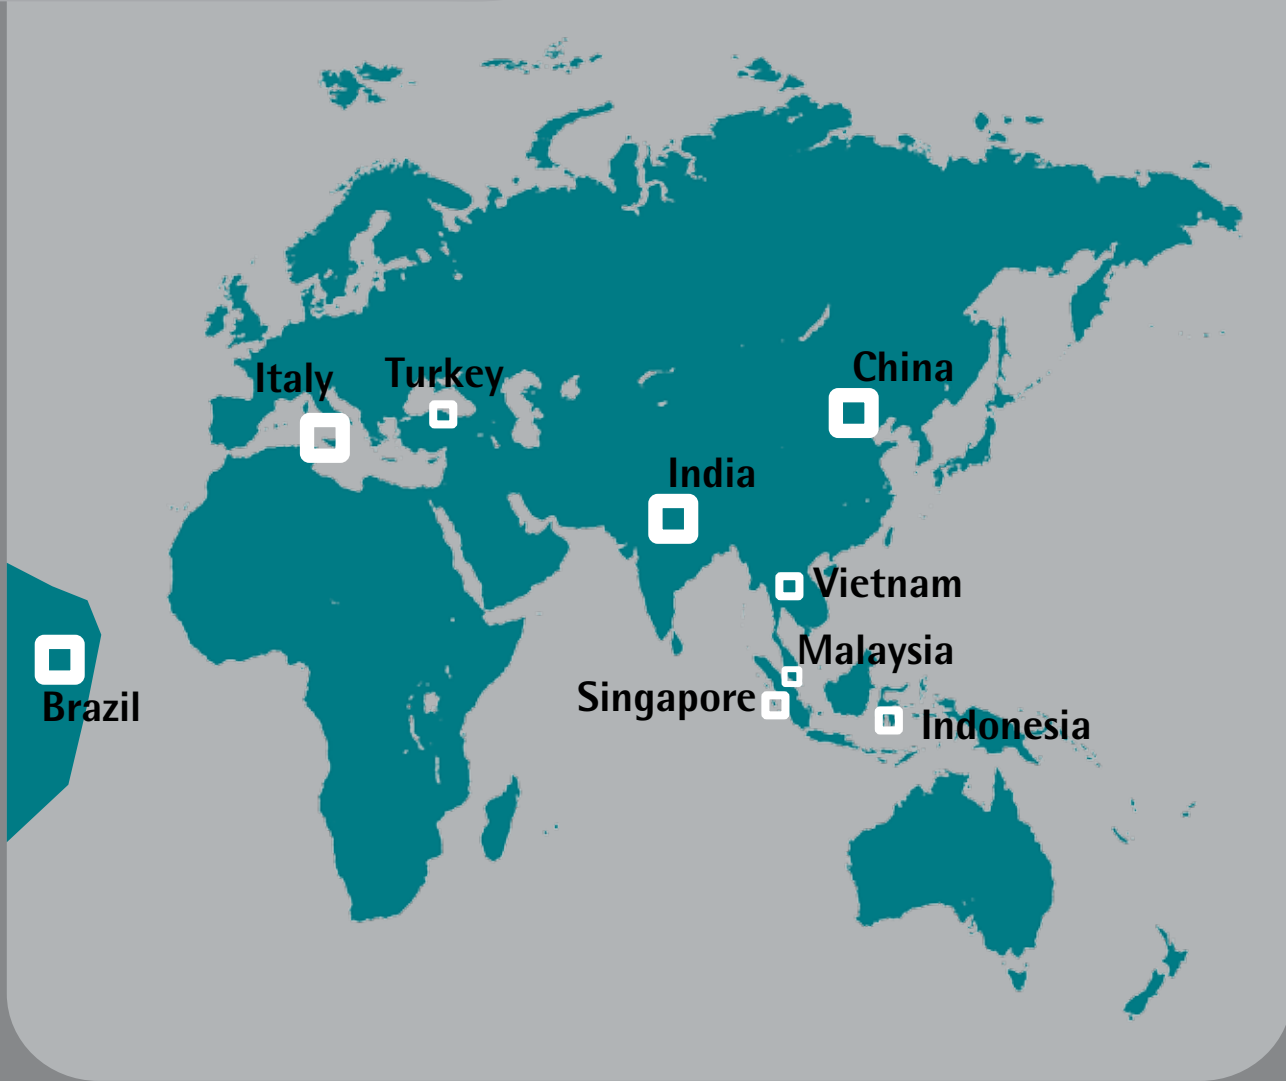 China
Turkey
Italy
India
Vietnam
Malaysia
Singapore
Brazil
Indonesia